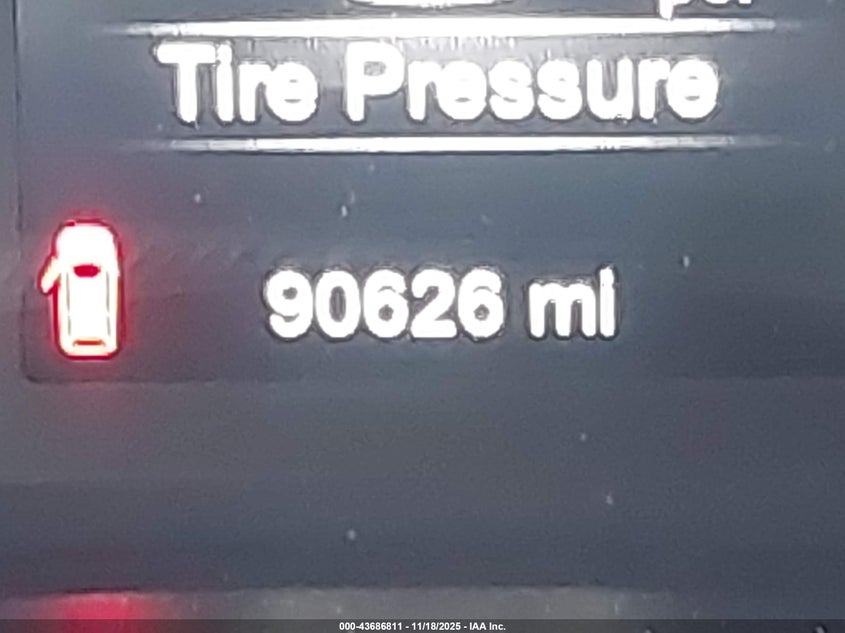 Tire Pressure
90626 mi
000-43686811 - 11/18/2025 - IAA Inc.